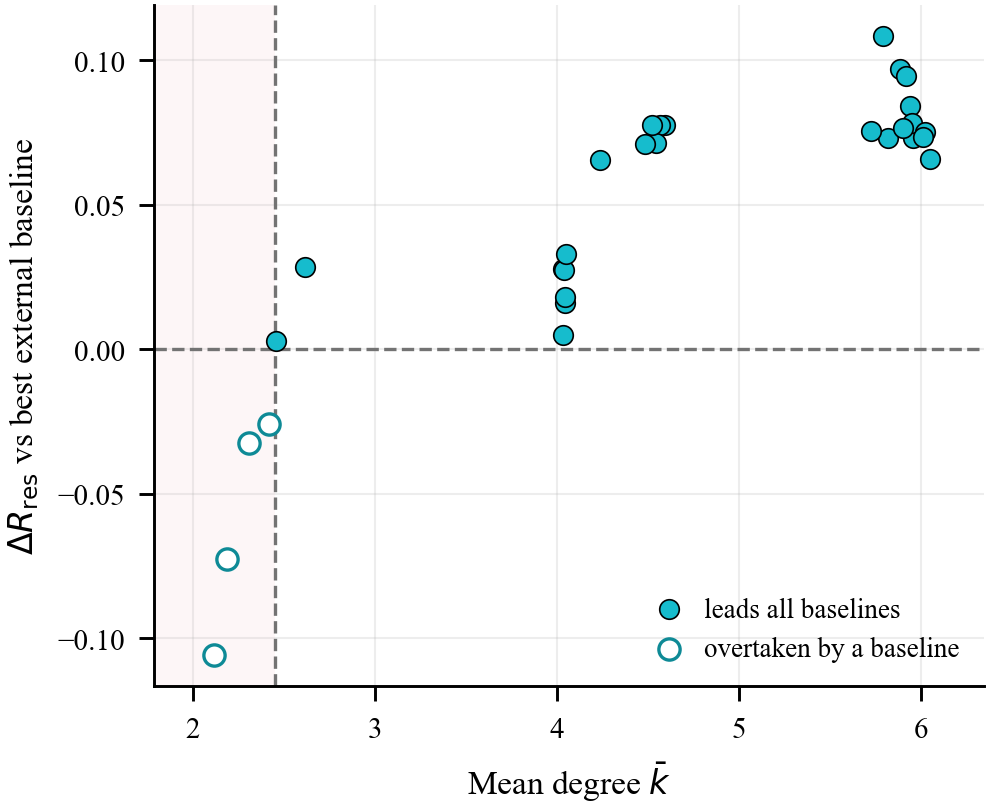 0.10
0.05
0.00
−0.05
−0.10
ΔR_res vs best external baseline
leads all baselines
overtaken by a baseline
2 3 4 5 6
Mean degree k̄